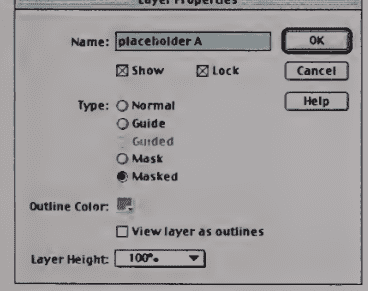 Layer Properties
Name: placeholder A
OK
Show Lock
Cancel
Type: Normal
Help
Guide
Guided
Mask
Masked
Outline Color:
View layer as outlines
Layer Height: 100%